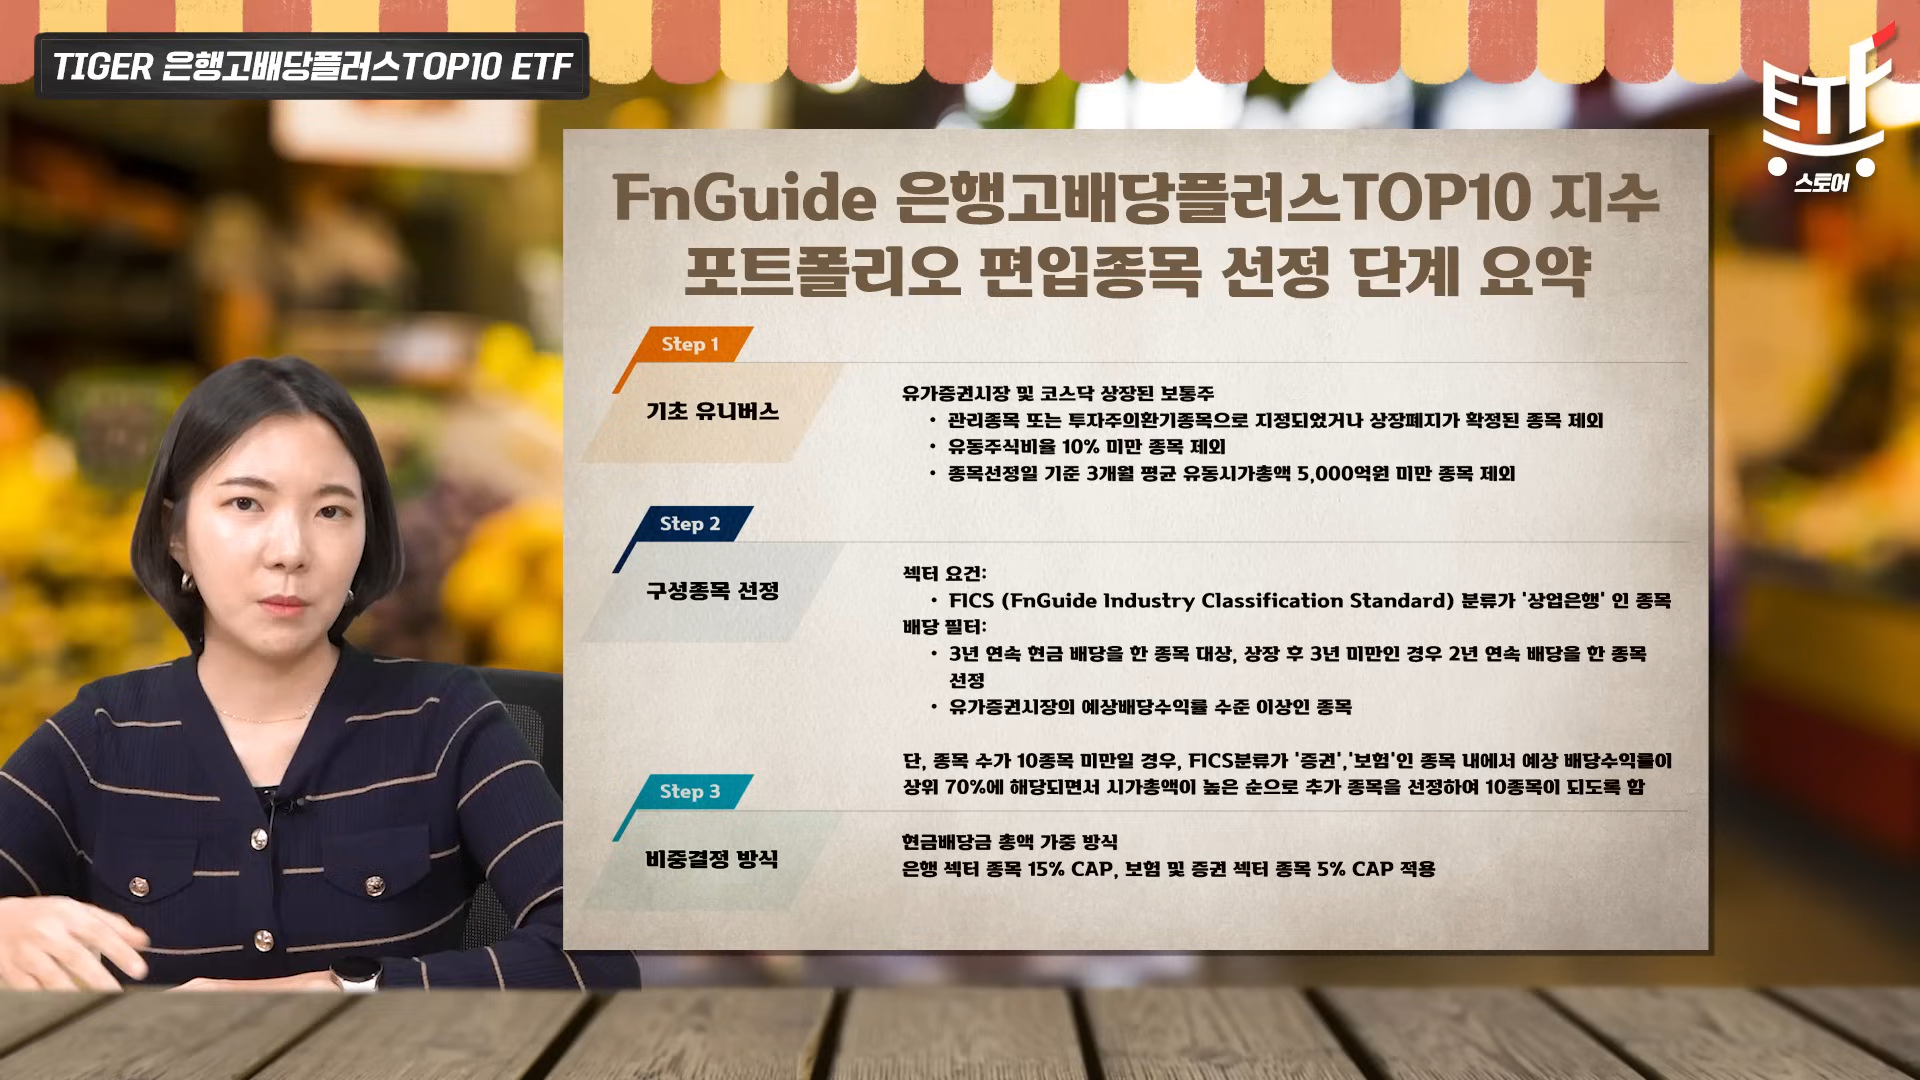 TIGER 은행고배당플러스TOP10 ETF
ETF
스토어
FnGuide 은행고배당플러스TOP10 지수
포트폴리오 편입종목 선정 단계 요약
Step 1
기초 유니버스
유가증권시장 및 코스닥 상장된 보통주
• 관리종목 또는 투자주의환기종목으로 지정되었거나 상장폐지가 확정된 종목 제외
• 유동주식비율 10% 미만 종목 제외
• 종목선정일 기준 3개월 평균 유동시가총액 5,000억원 미만 종목 제외
Step 2
구성종목 선정
섹터 요건:
• FICS (FnGuide Industry Classification Standard) 분류가 '상업은행' 인 종목
배당 필터:
• 3년 연속 현금 배당을 한 종목 대상, 상장 후 3년 미만인 경우 2년 연속 배당을 한 종목
선정
• 유가증권시장의 예상배당수익률 수준 이상인 종목
단, 종목 수가 10종목 미만일 경우, FICS분류가 '증권','보험'인 종목 내에서 예상 배당수익률이
상위 70%에 해당되면서 시가총액이 높은 순으로 추가 종목을 선정하여 10종목이 되도록 함
Step 3
비중결정 방식
현금배당금 총액 가중 방식
은행 섹터 종목 15% CAP, 보험 및 증권 섹터 종목 5% CAP 적용